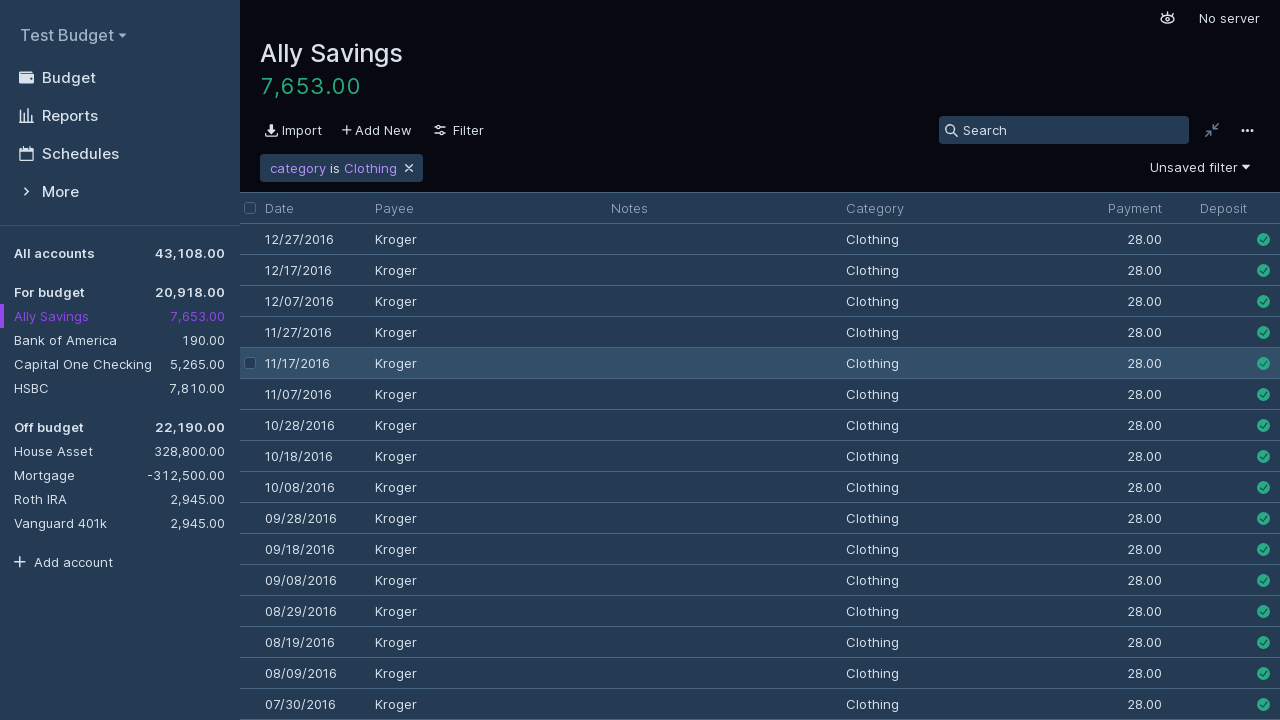 Test Budget
Budget
Reports
Schedules
More
All accounts 43,108.00
For budget 20,918.00
Ally Savings 7,653.00
Bank of America 190.00
Capital One Checking 5,265.00
HSBC 7,810.00
Off budget 22,190.00
House Asset 328,800.00
Mortgage -312,500.00
Roth IRA 2,945.00
Vanguard 401k 2,945.00
Add account
No server
Ally Savings
7,653.00
Import Add New Filter Search
category is Clothing Unsaved filter
Date Payee Notes Category Payment Deposit
12/27/2016 Kroger Clothing 28.00
12/17/2016 Kroger Clothing 28.00
12/07/2016 Kroger Clothing 28.00
11/27/2016 Kroger Clothing 28.00
11/17/2016 Kroger Clothing 28.00
11/07/2016 Kroger Clothing 28.00
10/28/2016 Kroger Clothing 28.00
10/18/2016 Kroger Clothing 28.00
10/08/2016 Kroger Clothing 28.00
09/28/2016 Kroger Clothing 28.00
09/18/2016 Kroger Clothing 28.00
09/08/2016 Kroger Clothing 28.00
08/29/2016 Kroger Clothing 28.00
08/19/2016 Kroger Clothing 28.00
08/09/2016 Kroger Clothing 28.00
07/30/2016 Kroger Clothing 28.00